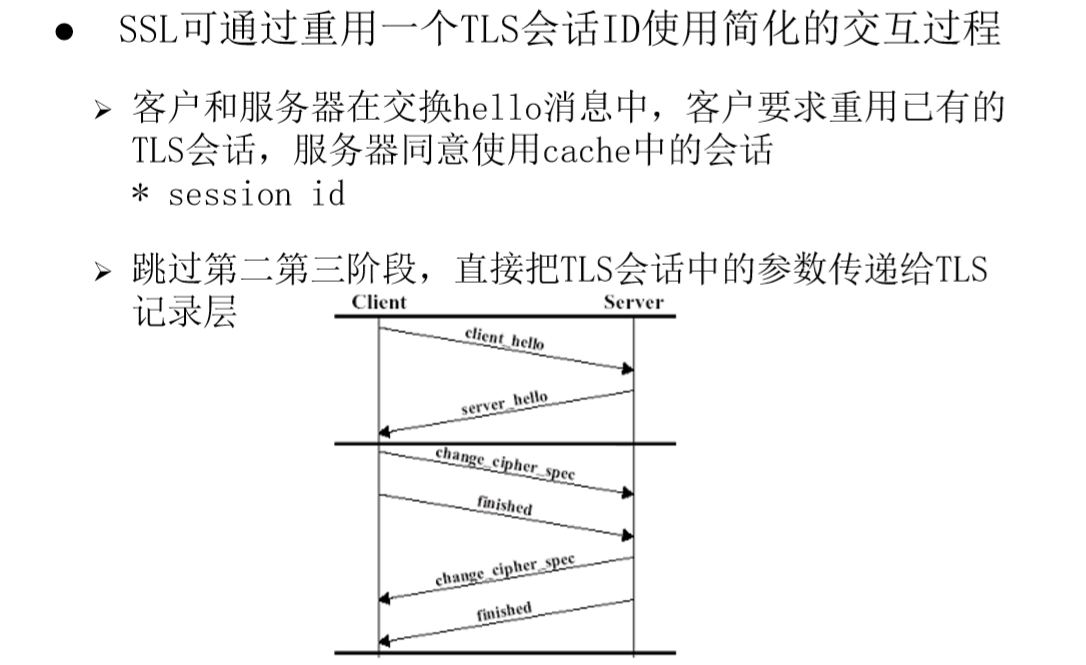 ● SSL可通过重用一个TLS会话ID使用简化的交互过程
➢ 客户和服务器在交换hello消息中，客户要求重用已有的
TLS会话，服务器同意使用cache中的会话
* session id
➢ 跳过第二第三阶段，直接把TLS会话中的参数传递给TLS
记录层
Client Server
client_hello
server_hello
change_cipher_spec
finished
change_cipher_spec
finished